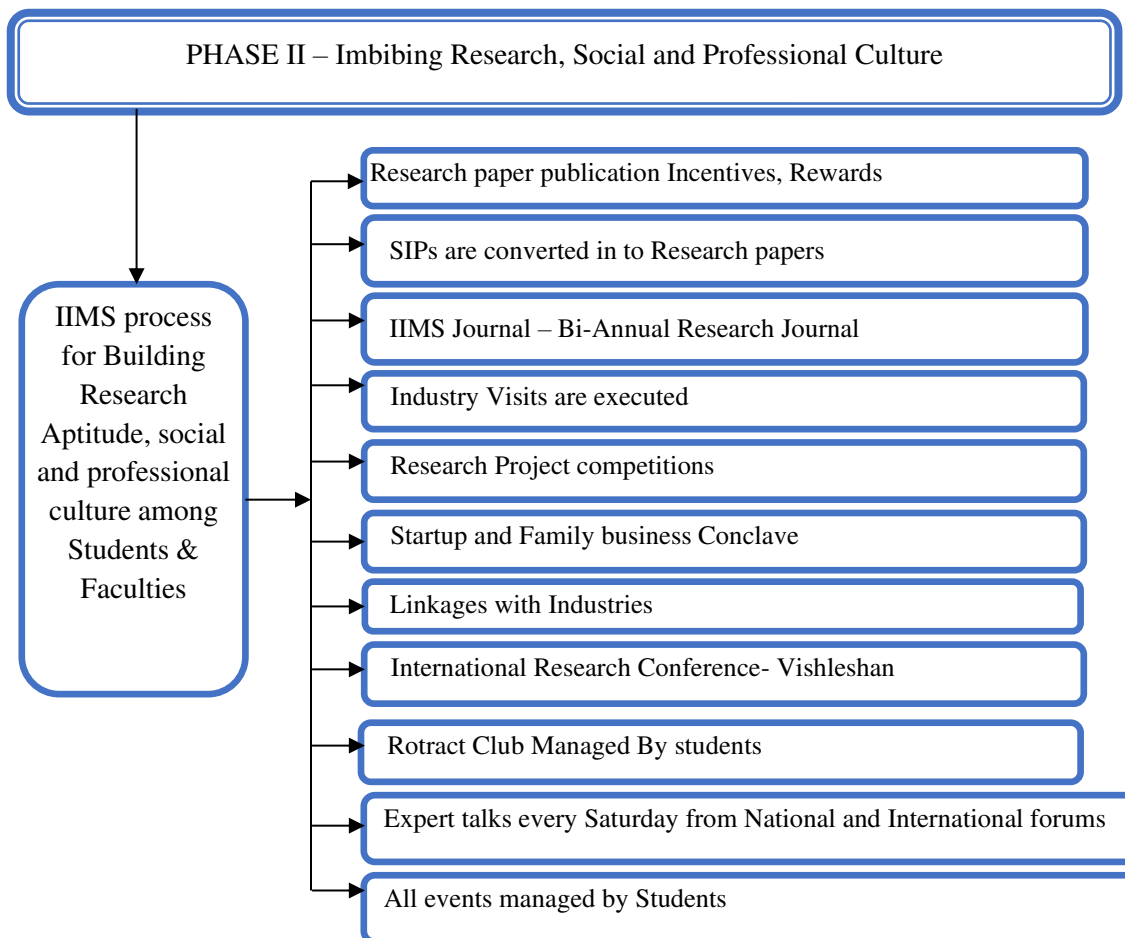 PHASE II – Imbibing Research, Social and Professional Culture
IIMS process
for Building
Research
Aptitude, social
and professional
culture among
Students &
Faculties
Research paper publication Incentives, Rewards
SIPs are converted in to Research papers
IIMS Journal – Bi-Annual Research Journal
Industry Visits are executed
Research Project competitions
Startup and Family business Conclave
Linkages with Industries
International Research Conference- Vishleshan
Rotract Club Managed By students
Expert talks every Saturday from National and International forums
All events managed by Students